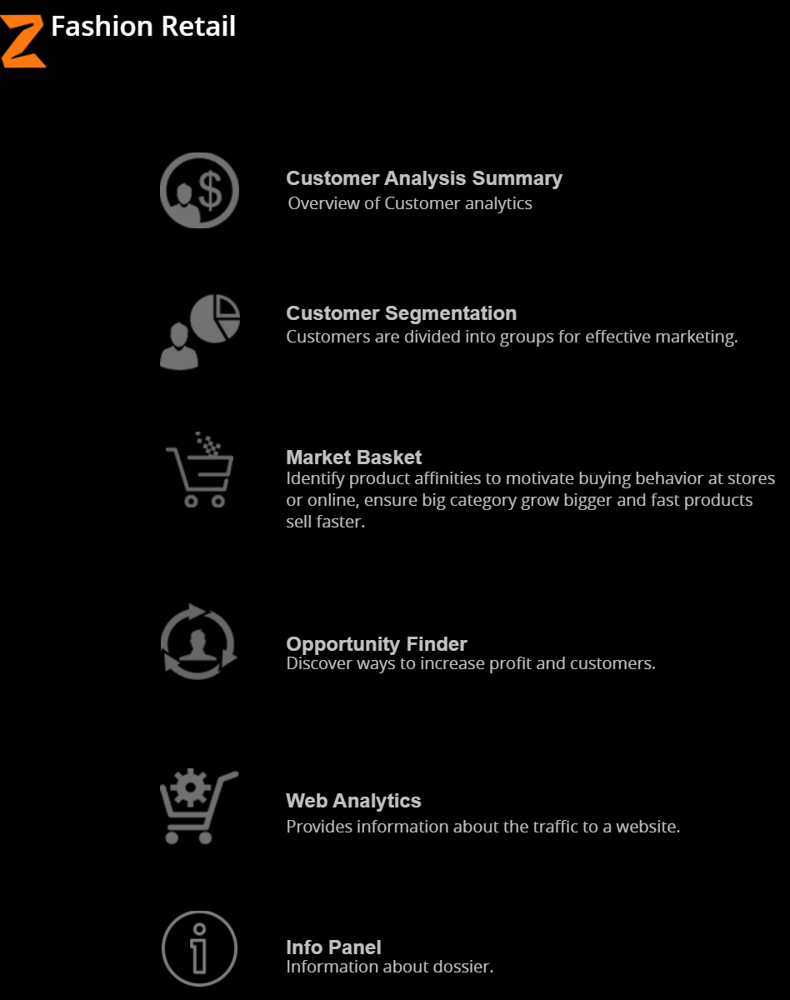 Fashion Retail
Customer Analysis Summary
Overview of Customer analytics
Customer Segmentation
Customers are divided into groups for effective marketing.
Market Basket
Identify product affinities to motivate buying behavior at stores
or online, ensure big category grow bigger and fast products
sell faster.
Opportunity Finder
Discover ways to increase profit and customers.
Web Analytics
Provides information about the traffic to a website.
Info Panel
Information about dossier.